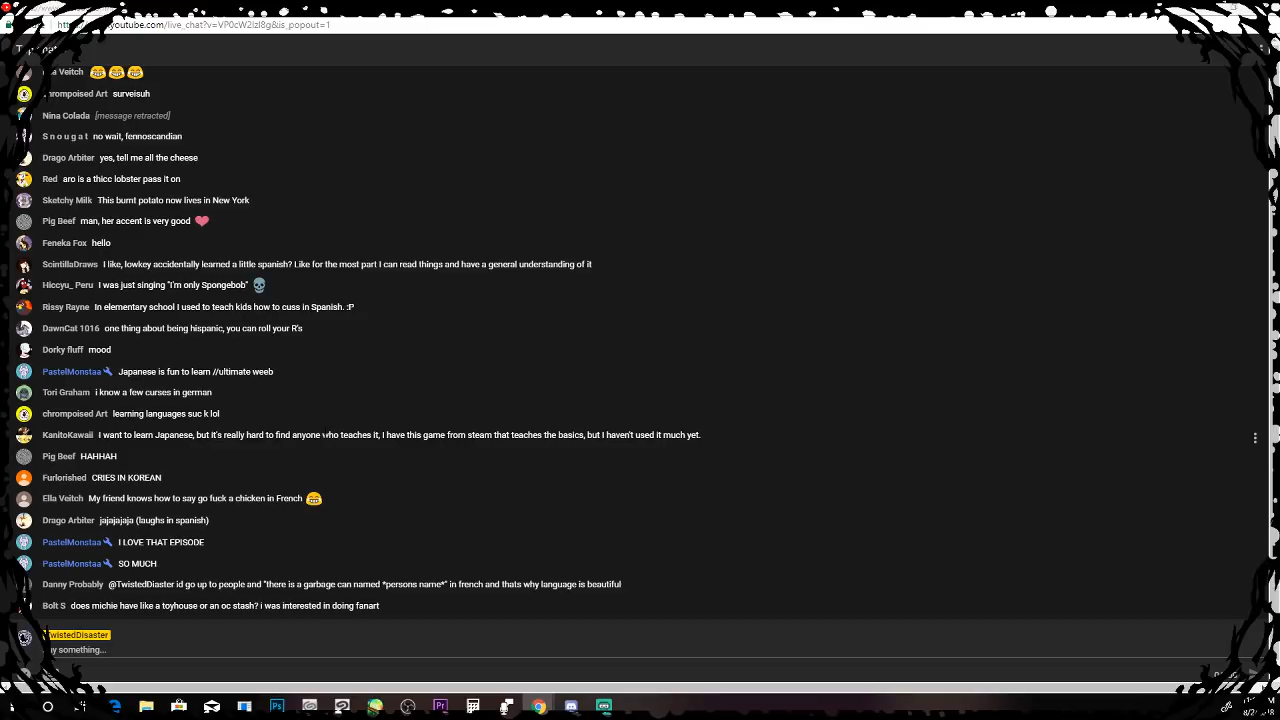 youtube.com/live_chat?v=VP0cW2lzl8g&is_popout=1
Veitch 😂😂😂
chrompoised Art surveisuh
Nina Colada [message retracted]
S n o u g a t no wait, fennoscandian
Drago Arbiter yes, tell me all the cheese
Red aro is a thicc lobster pass it on
Sketchy Milk This burnt potato now lives in New York
Pig Beef man, her accent is very good ❤
Feneka Fox hello
ScintillaDraws I like, lowkey accidentally learned a little spanish? Like for the most part I can read things and have a general understanding of it
Hiccyu_ Peru I was just singing "I'm only Spongebob" 💀
Rissy Rayne In elementary school I used to teach kids how to cuss in Spanish. :P
DawnCat 1016 one thing about being hispanic, you can roll your R's
Dorky fluff mood
PastelMonstaa Japanese is fun to learn //ultimate weeb
Tori Graham i know a few curses in german
chrompoised Art learning languages suc k lol
KanitoKawaii I want to learn Japanese, but it's really hard to find anyone who teaches it, I have this game from steam that teaches the basics, but I haven't used it much yet.
Pig Beef HAHHAH
Furlorished CRIES IN KOREAN
Ella Veitch My friend knows how to say go fuck a chicken in French 😂
Drago Arbiter jajajajaja (laughs in spanish)
PastelMonstaa I LOVE THAT EPISODE
PastelMonstaa SO MUCH
Danny Probably @TwistedDiaster id go up to people and "there is a garbage can named *persons name*" in french and thats why language is beautiful
Bolt S does michie have like a toyhouse or an oc stash? i was interested in doing fanart
TwistedDisaster
ay something...